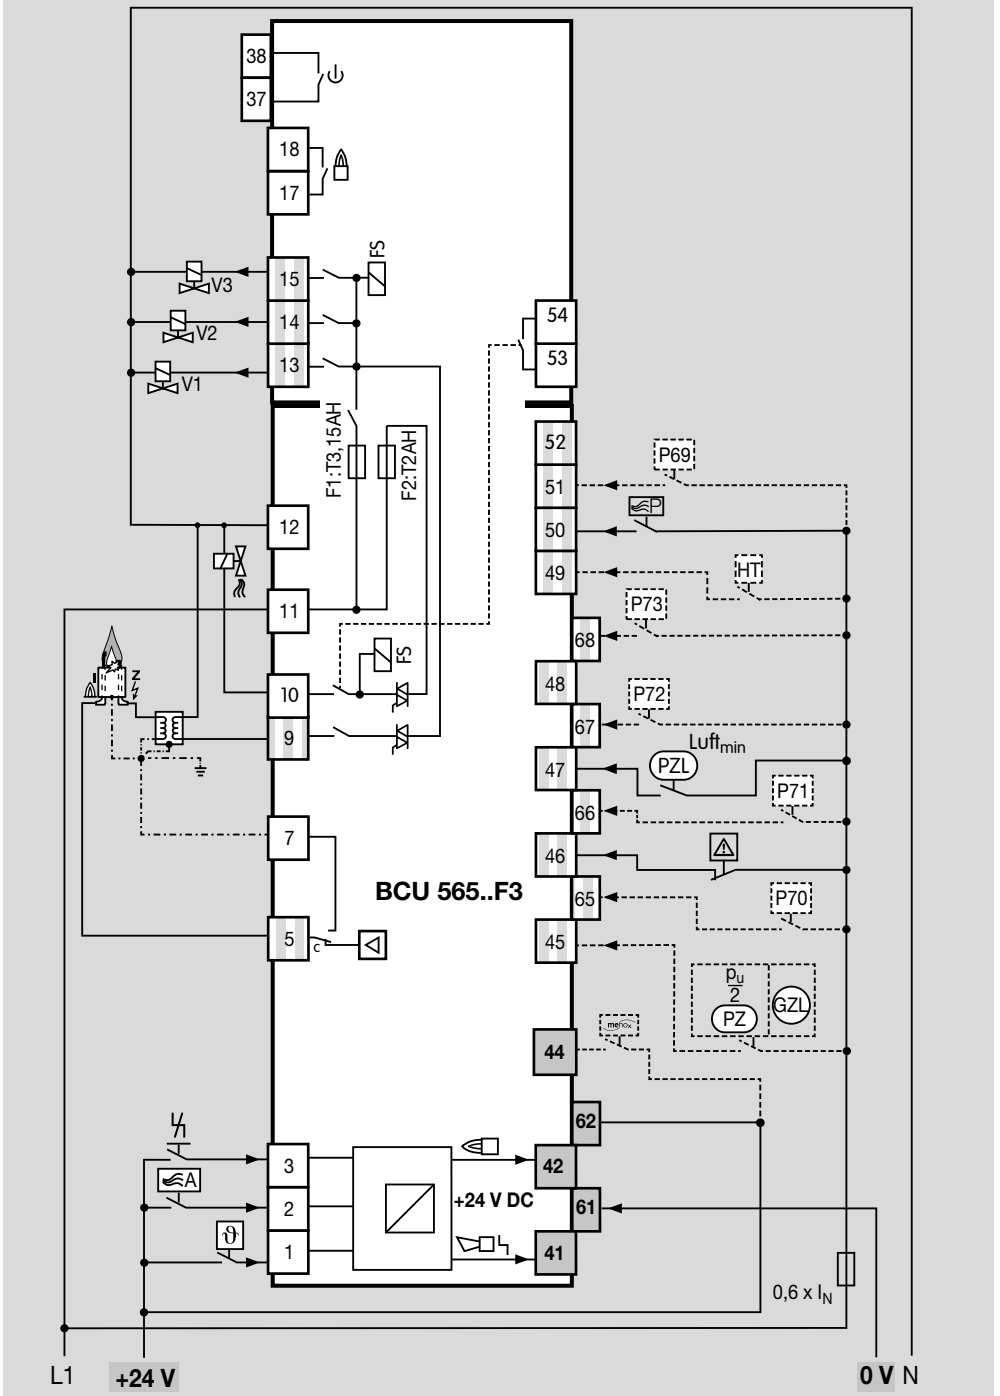 38
37
18
17
FS
15
V3
14
V2
13
V1
54
53
F1:T3,15AH
F2:T2AH
52
P69
51
P
50
12
49
HT
11
P73
68
FS
48
10
P72
67
9
Luftmin
PZL
47
P71
66
7
46
BCU 565..F3
65
P70
5
c
45
pu
2
PZ
GZL
menox
44
62
3
42
A
2
+24 V DC
61
ϑ
1
41
0,6 x IN
I
Z
L1
+24 V
0 V
N